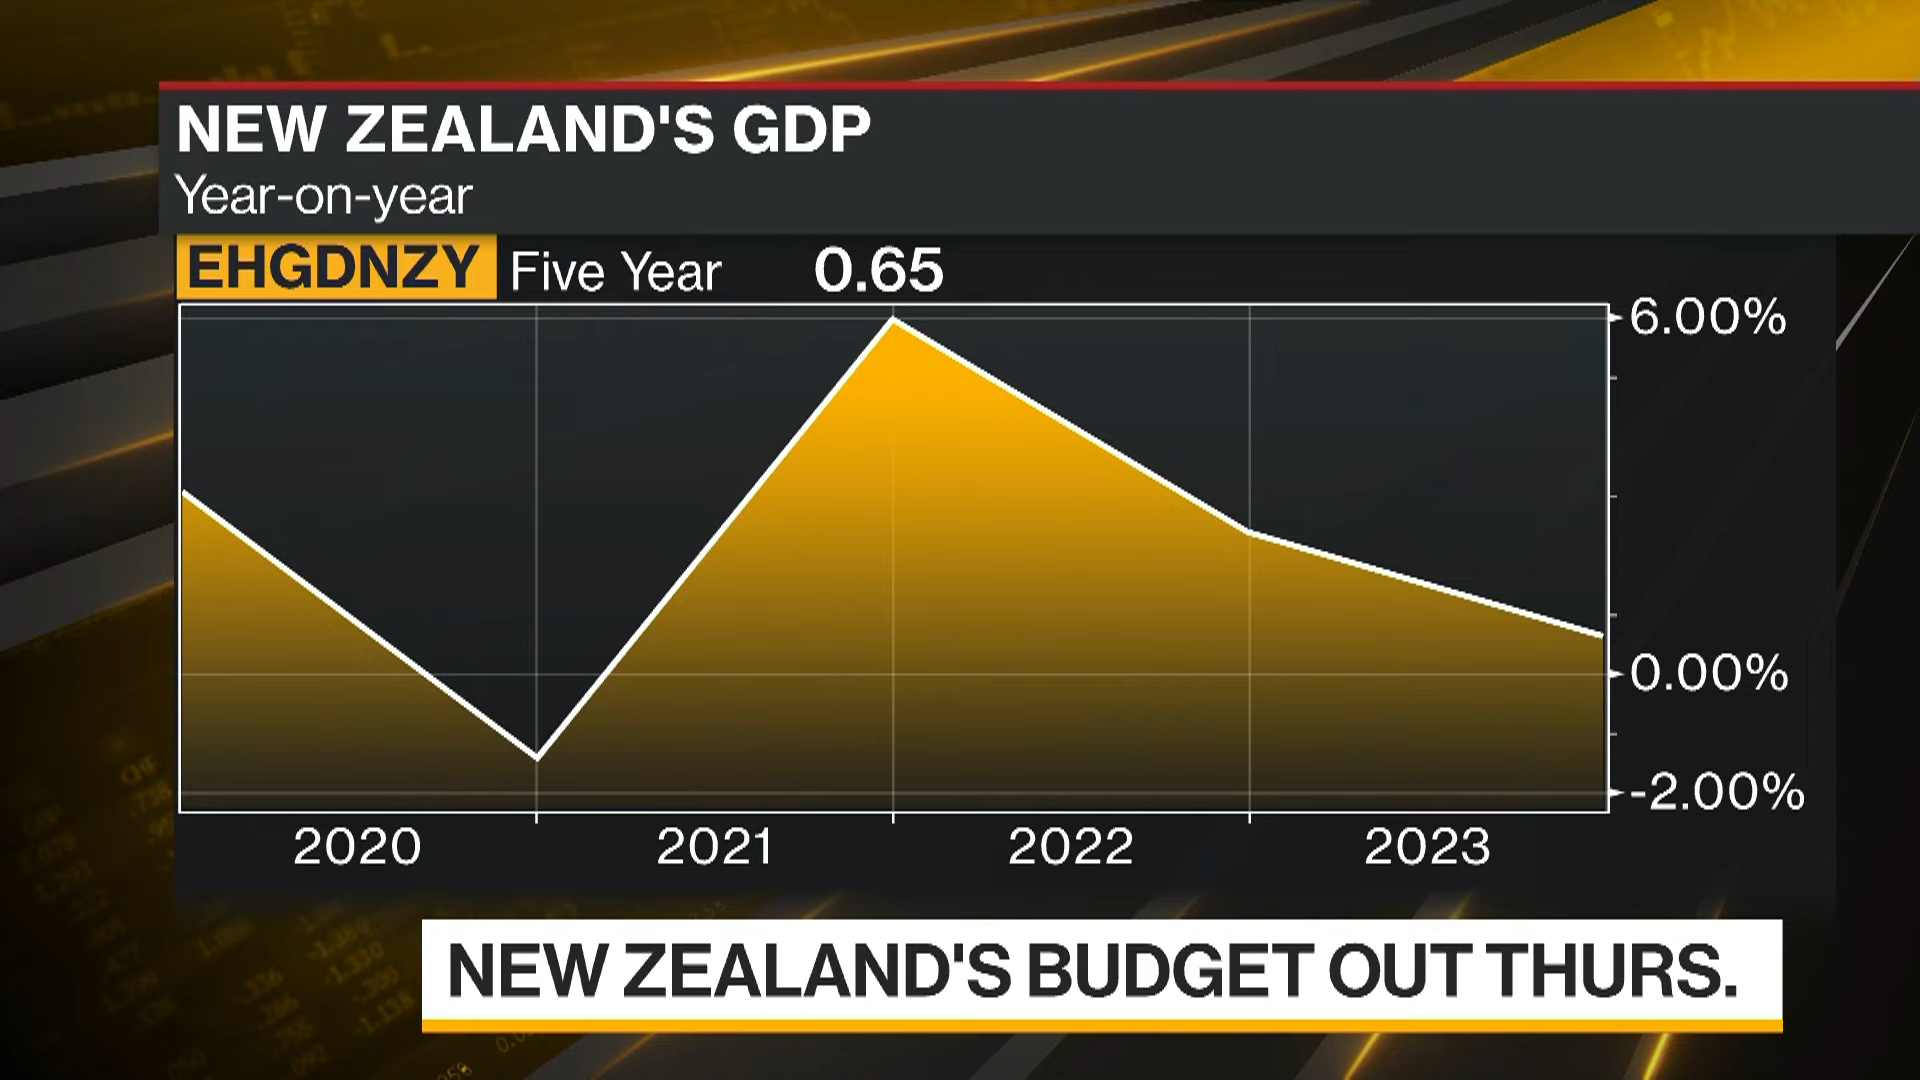 NEW ZEALAND'S GDP
Year-on-year
EHGDNZY Five Year 0.65
6.00%
0.00%
-2.00%
2020 2021 2022 2023
NEW ZEALAND'S BUDGET OUT THURS.